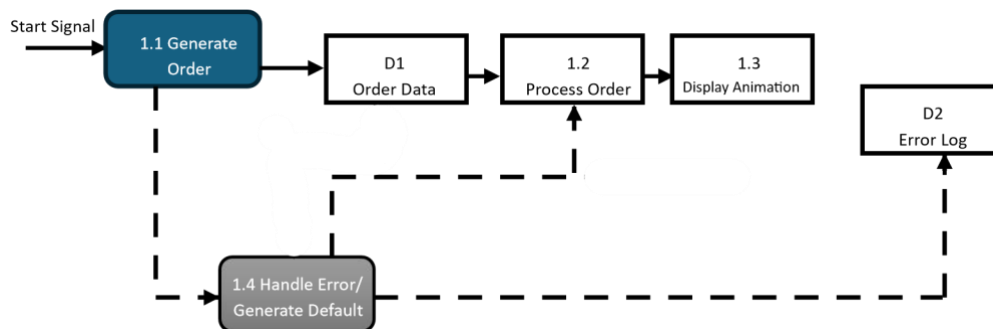 Start Signal
1.1 Generate
Order
D1
Order Data
1.2
Process Order
1.3
Display Animation
D2
Error Log
1.4 Handle Error/
Generate Default